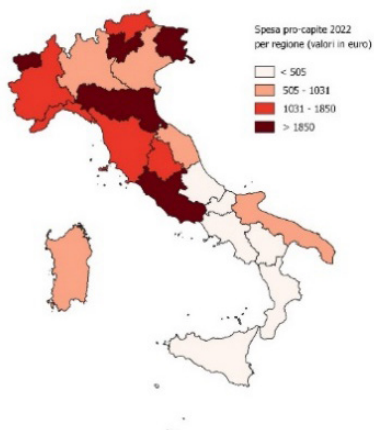 Spesa pro-capite 2022
per regione (valori in euro)
< 505
505 - 1031
1031 - 1850
> 1850